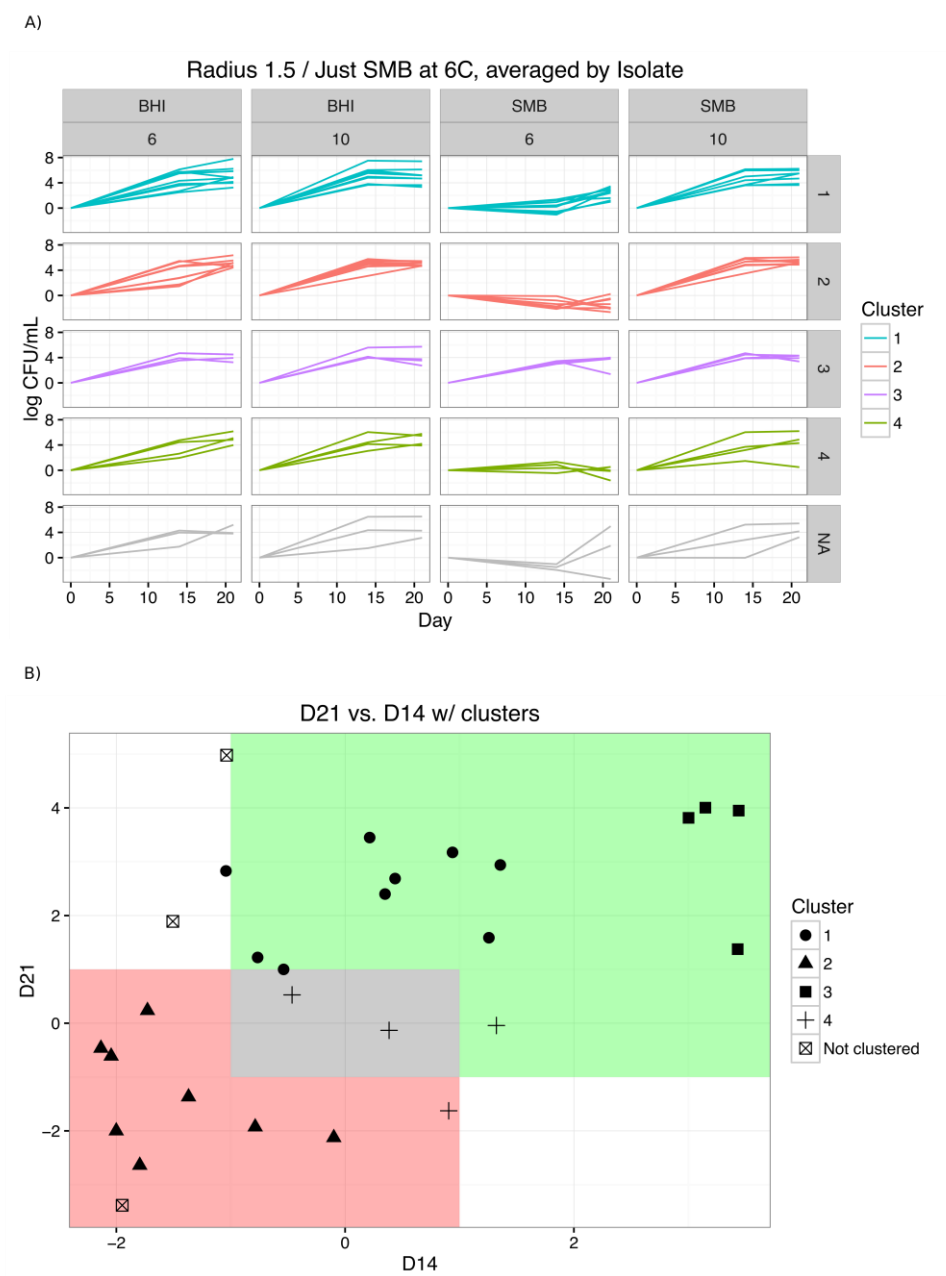 A)
Radius 1.5 / Just SMB at 6C, averaged by Isolate
BHI BHI SMB SMB
6 10 6 10
8
4
0
1
8
4
0
2
8
4
0
3
8
4
0
4
8
4
0
NA
log CFU/mL
0 5 10 15 20 0 5 10 15 20 0 5 10 15 20 0 5 10 15 20
Day
Cluster
1
2
3
4
B)
D21 vs. D14 w/ clusters
4
2
0
−2
D21
−2 0 2
D14
Cluster
1
2
3
4
Not clustered